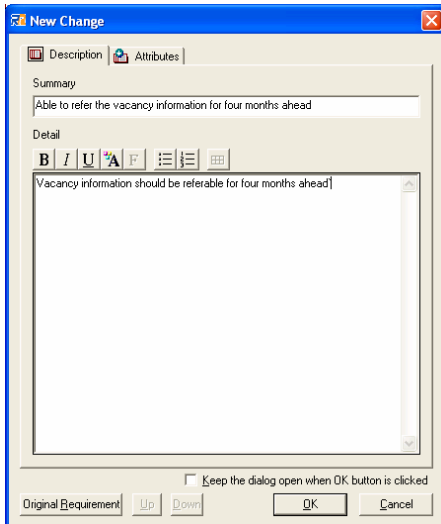 New Change
Description Attributes
Summary
Able to refer the vacancy information for four months ahead
Detail
B I U A F
Vacancy information should be referable for four months ahead
Keep the dialog open when OK button is clicked
Original Requirement Up Down OK Cancel